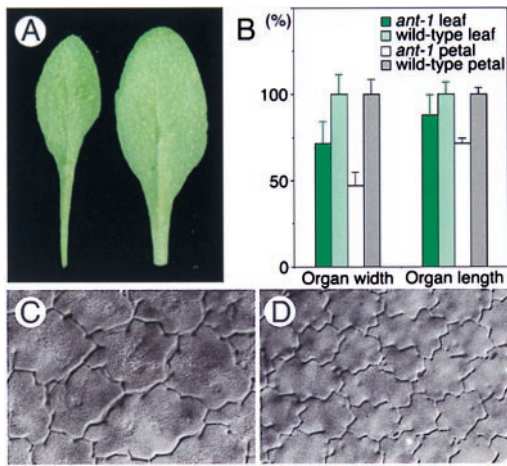 A
B
(%)
ant-1 leaf
wild-type leaf
ant-1 petal
wild-type petal
100
50
0
Organ width
Organ length
C
D